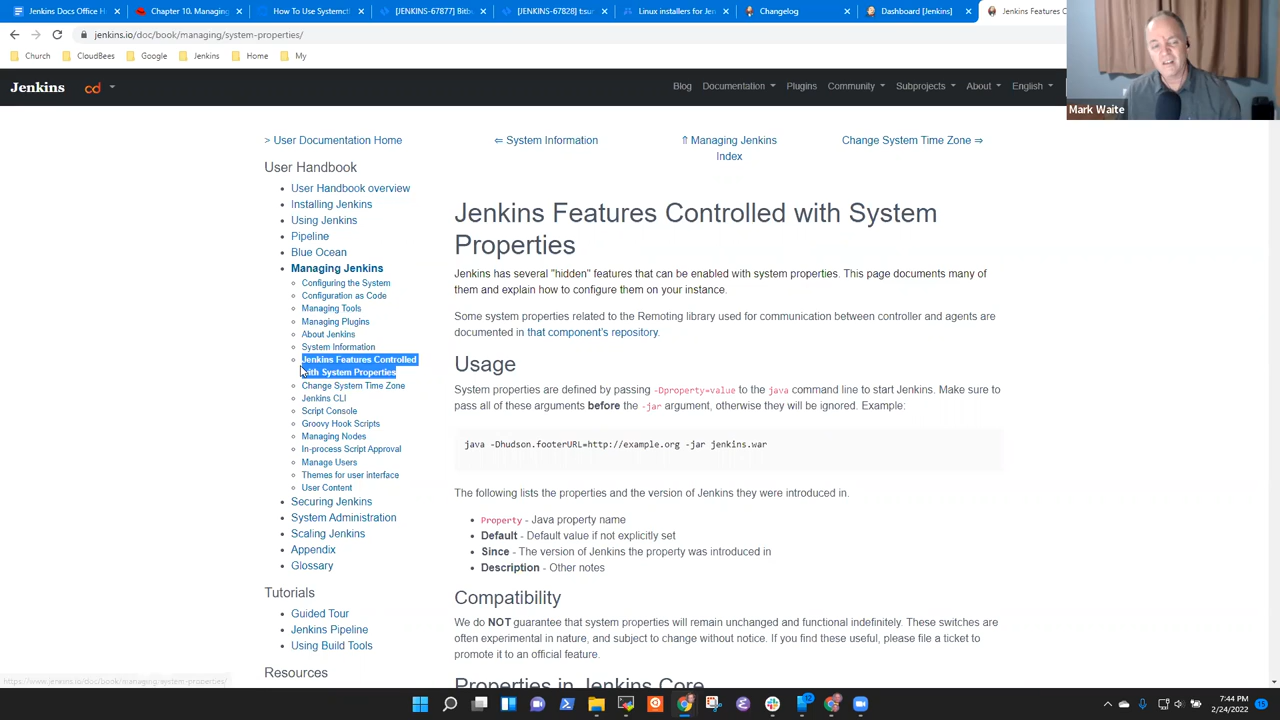 Jenkins Docs Office H
Chapter 10. Managing
How To Use Systemctl
[JENKINS-67877] Bitb
[JENKINS-67828] t:sur
Linux installers for Jen
Changelog
Dashboard [Jenkins]
Jenkins Features C
jenkins.io/doc/book/managing/system-properties/
Church
CloudBees
Google
Jenkins
Home
My
Mark Waite
Jenkins
cd
Blog
Documentation
Plugins
Community
Subprojects
About
English
> User Documentation Home
⇐ System Information
⇑ Managing Jenkins
Index
Change System Time Zone ⇒
User Handbook
User Handbook overview
Installing Jenkins
Using Jenkins
Pipeline
Blue Ocean
Managing Jenkins
Configuring the System
Configuration as Code
Managing Tools
Managing Plugins
About Jenkins
System Information
Jenkins Features Controlled
with System Properties
Change System Time Zone
Jenkins CLI
Script Console
Groovy Hook Scripts
Managing Nodes
In-process Script Approval
Manage Users
Themes for user interface
User Content
Securing Jenkins
System Administration
Scaling Jenkins
Appendix
Glossary
Tutorials
Guided Tour
Jenkins Pipeline
Using Build Tools
Resources
Jenkins Features Controlled with System
Properties
Jenkins has several "hidden" features that can be enabled with system properties. This page documents many of
them and explain how to configure them on your instance.
Some system properties related to the Remoting library used for communication between controller and agents are
documented in that component's repository.
Usage
System properties are defined by passing -Dproperty=value to the java command line to start Jenkins. Make sure to
pass all of these arguments before the -jar argument, otherwise they will be ignored. Example:
java -Dhudson.footerURL=http://example.org -jar jenkins.war
The following lists the properties and the version of Jenkins they were introduced in.
Property - Java property name
Default - Default value if not explicitly set
Since - The version of Jenkins the property was introduced in
Description - Other notes
Compatibility
We do NOT guarantee that system properties will remain unchanged and functional indefinitely. These switches are
often experimental in nature, and subject to change without notice. If you find these useful, please file a ticket to
promote it to an official feature.
Properties in Jenkins Core
https://www.jenkins.io/doc/book/managing/system-properties/
7:44 PM
2/24/2022